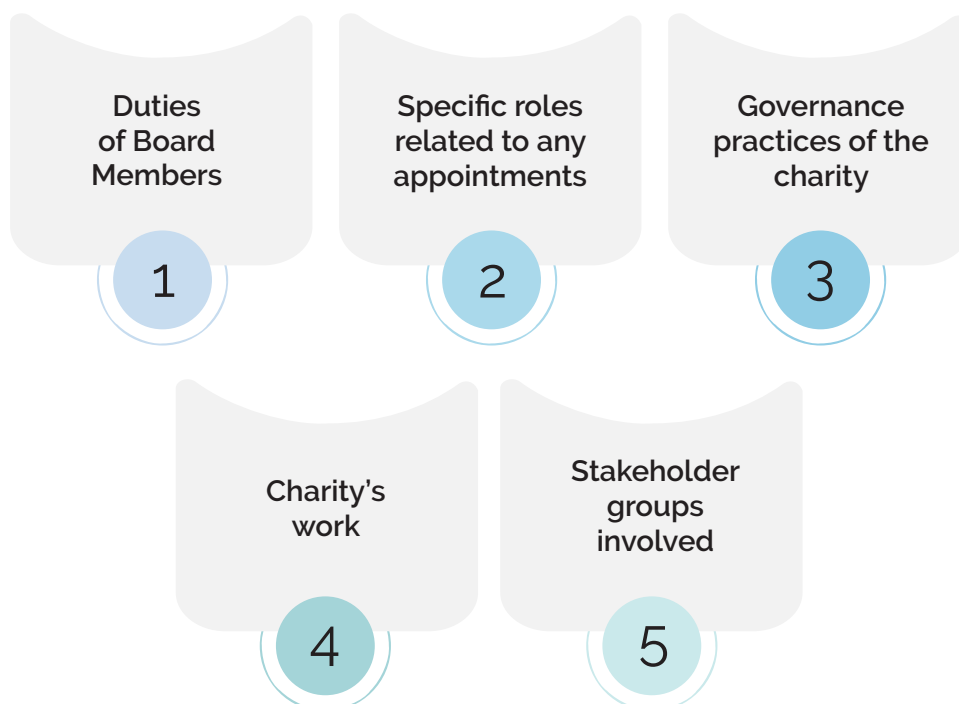 Duties
of Board
Members
1
Specific roles
related to any
appointments
2
Governance
practices of the
charity
3
Charity’s
work
4
Stakeholder
groups
involved
5